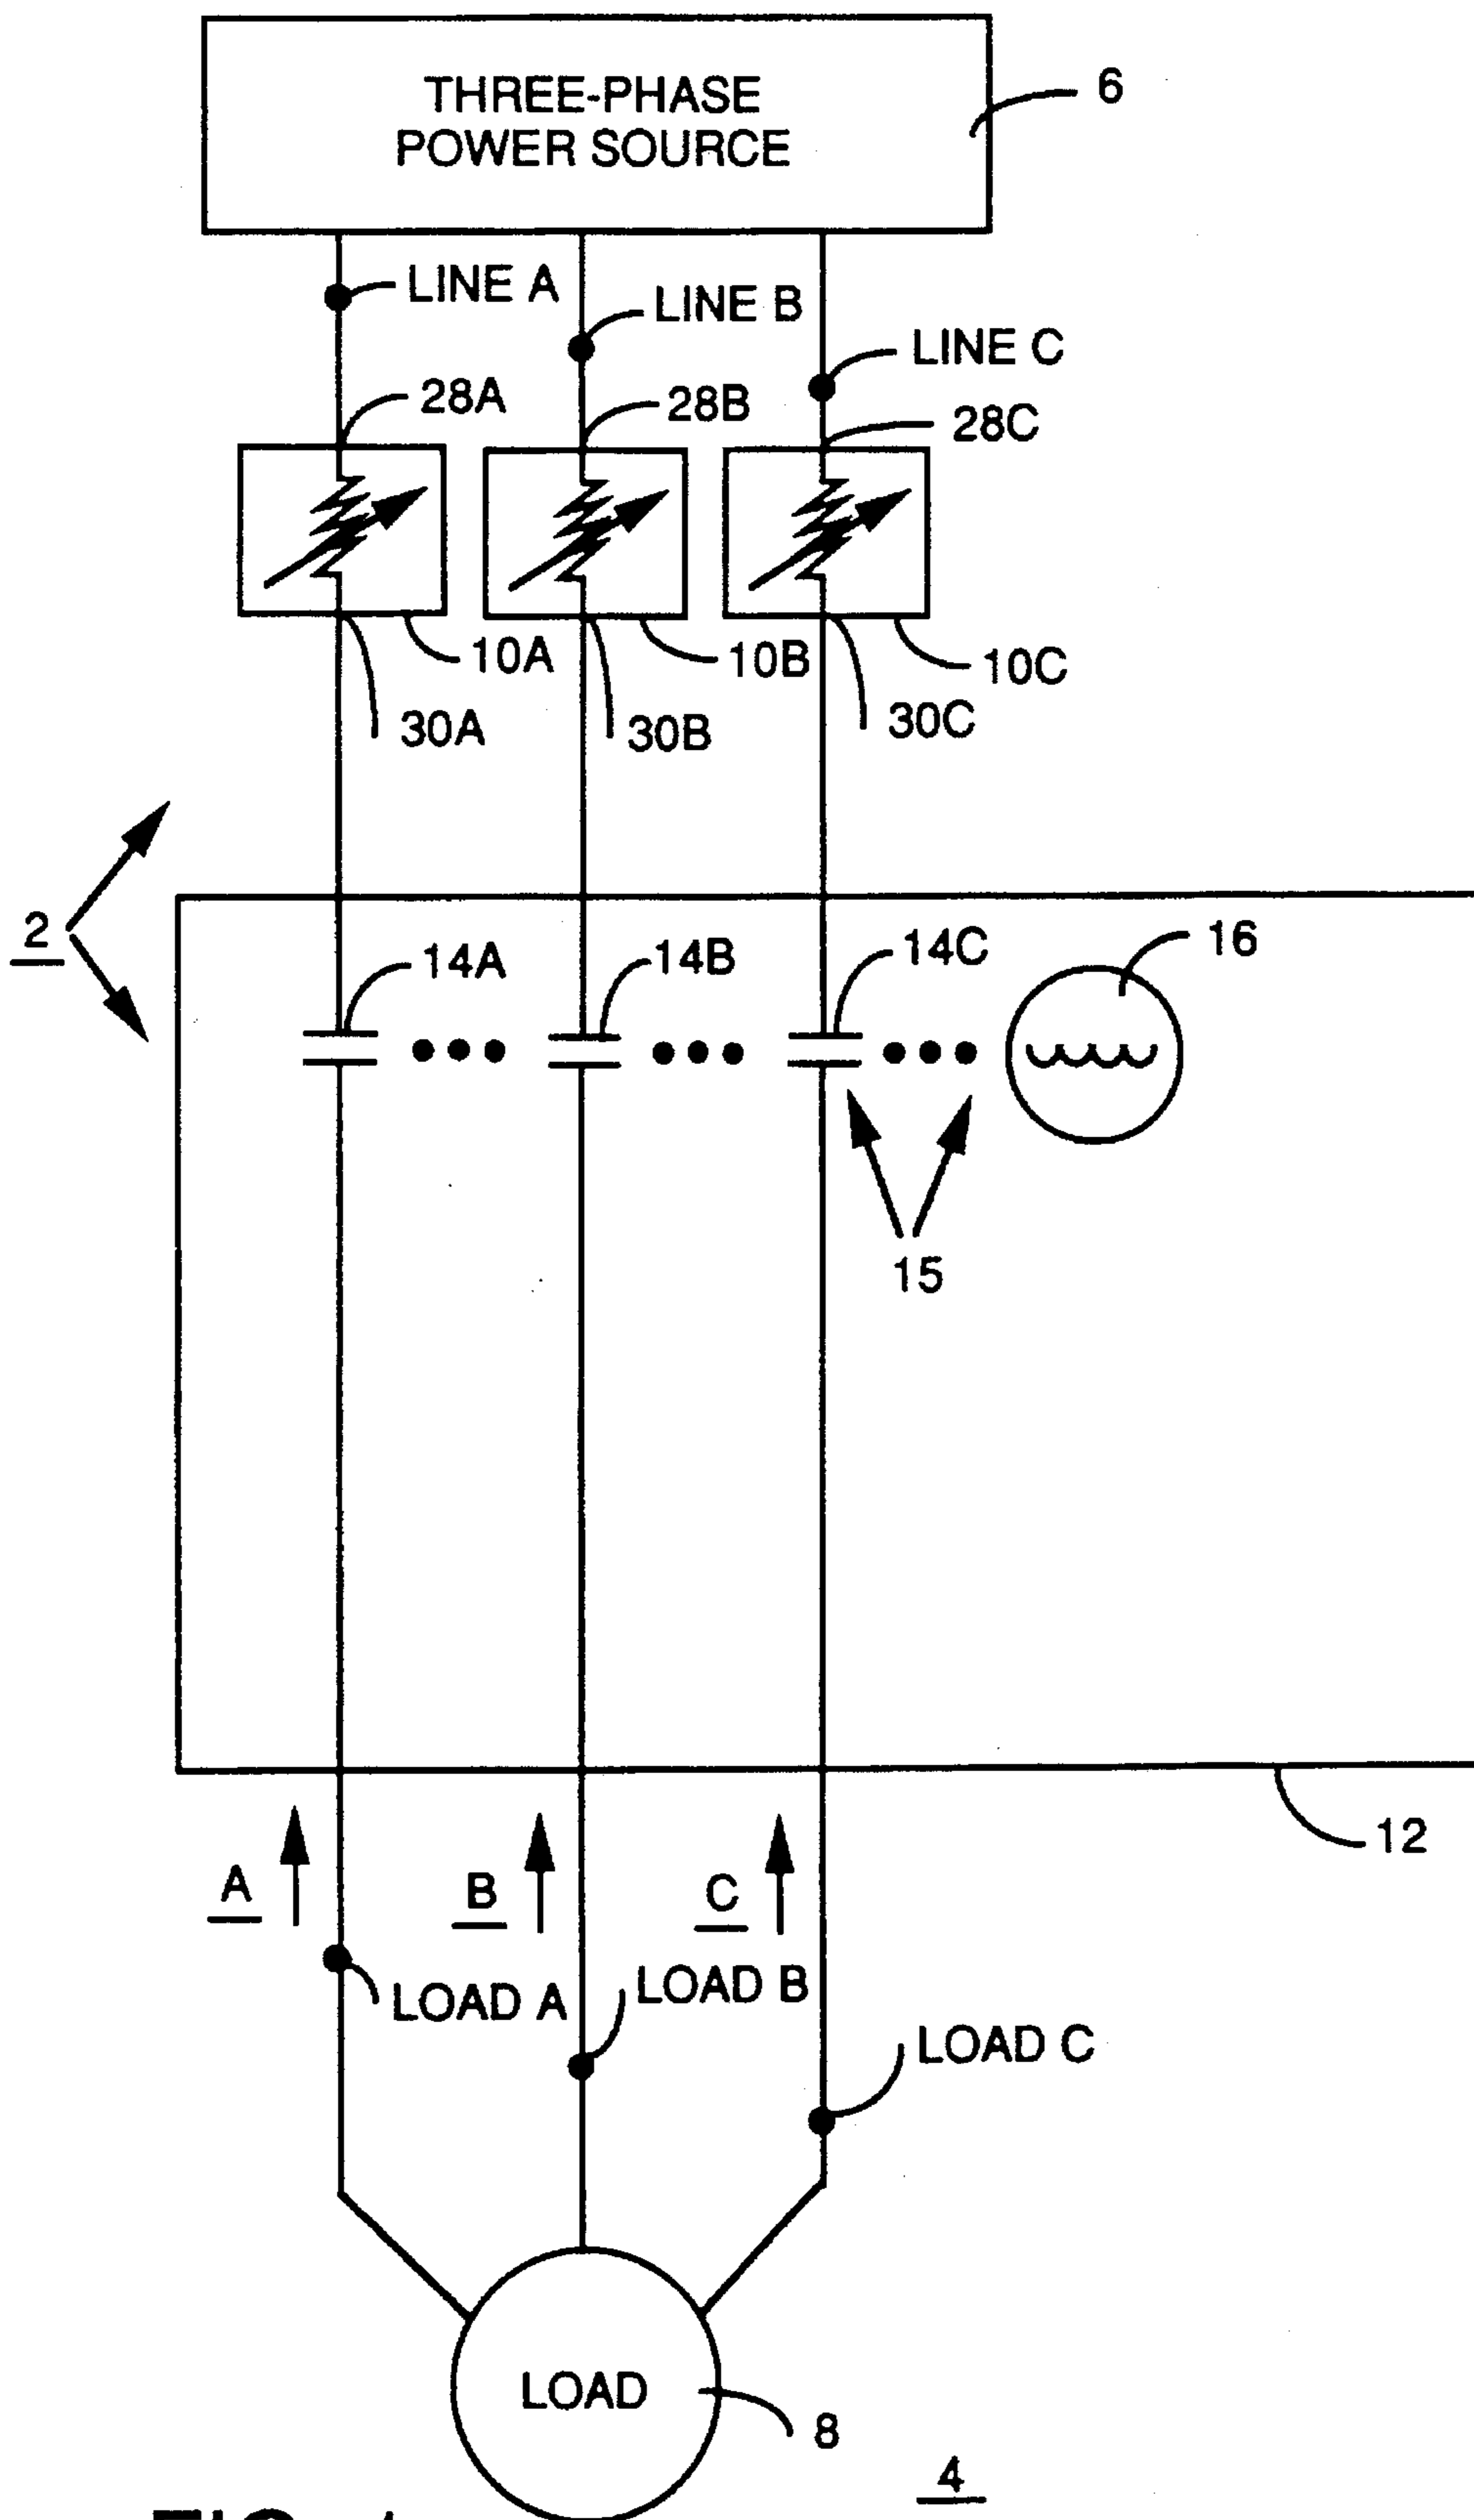 THREE-PHASE
POWER SOURCE
6
LINE A
LINE B
LINE C
28A
28B
28C
10A
10B
10C
30A
30B
30C
2
14A
14B
14C
16
15
12
A
B
C
LOAD A
LOAD B
LOAD C
LOAD
8
4